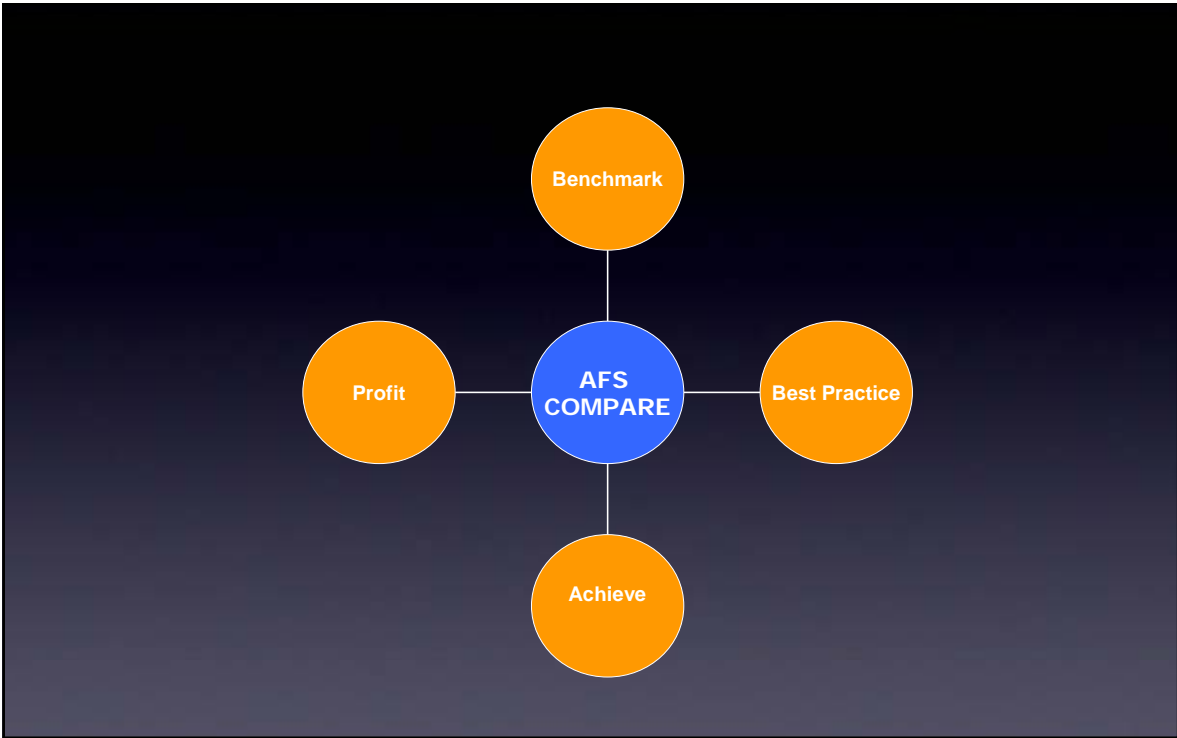 Benchmark
Profit
AFS
COMPARE
Best Practice
Achieve